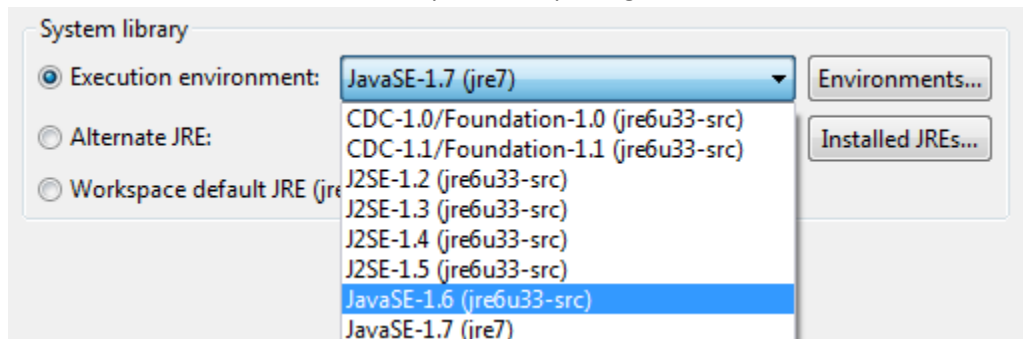 System library
Execution environment: JavaSE-1.7 (jre7) Environments...
CDC-1.0/Foundation-1.0 (jre6u33-src)
Alternate JRE: CDC-1.1/Foundation-1.1 (jre6u33-src) Installed JREs...
J2SE-1.2 (jre6u33-src)
Workspace default JRE (jre
J2SE-1.3 (jre6u33-src)
J2SE-1.4 (jre6u33-src)
J2SE-1.5 (jre6u33-src)
JavaSE-1.6 (jre6u33-src)
JavaSE-1.7 (jre7)